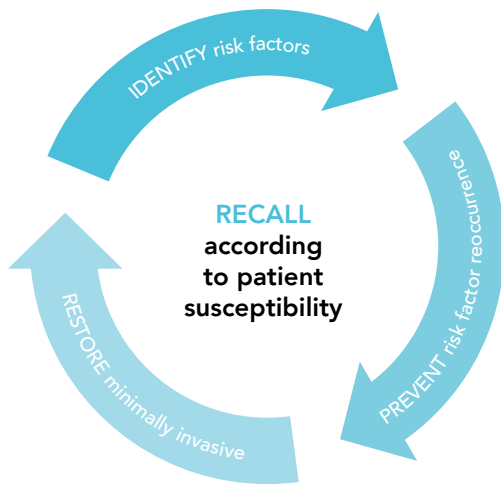 IDENTIFY risk factors
PREVENT risk factor reoccurrence
RESTORE minimally invasive
RECALL
according
to patient
susceptibility